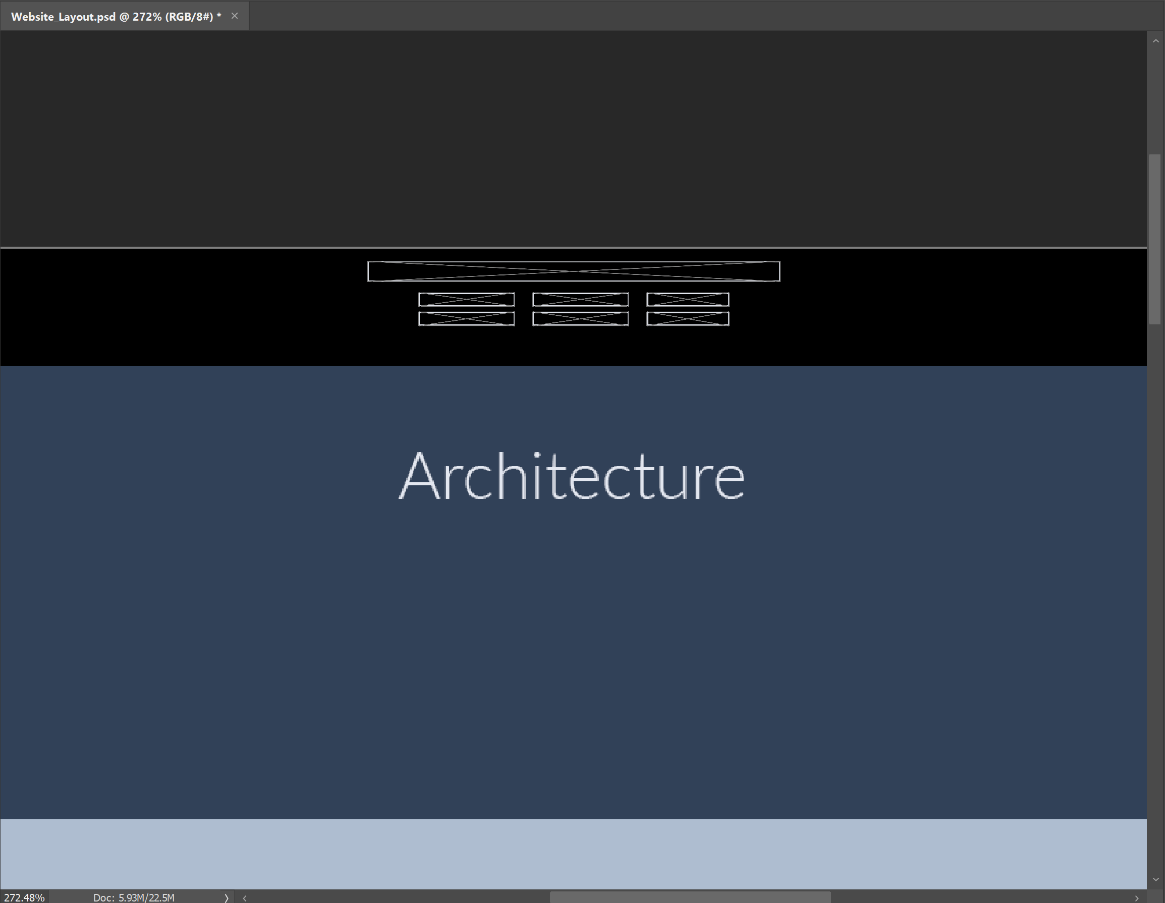 Website Layout.psd @ 272% (RGB/8#) * ×
Architecture
272.48% Doc: 5.93M/22.5M